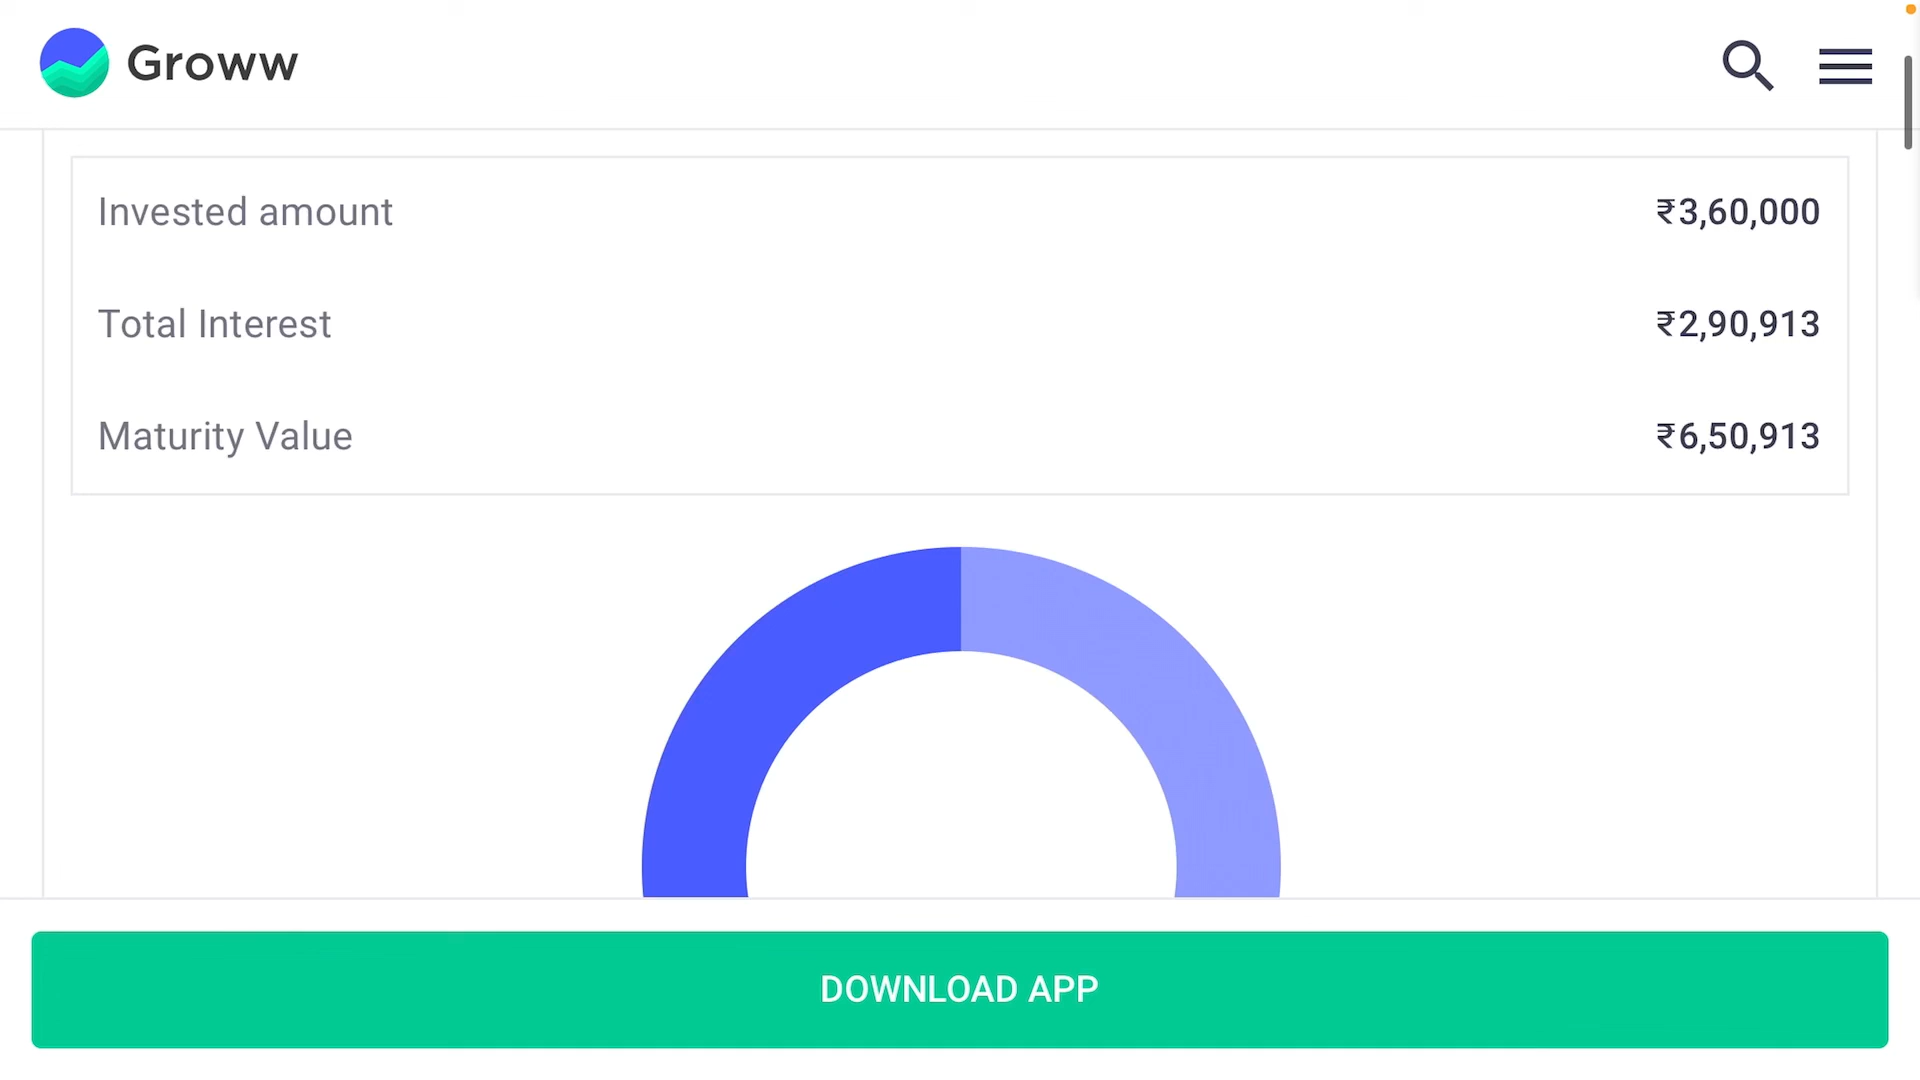 Groww
Invested amount ₹3,60,000
Total Interest ₹2,90,913
Maturity Value ₹6,50,913
DOWNLOAD APP